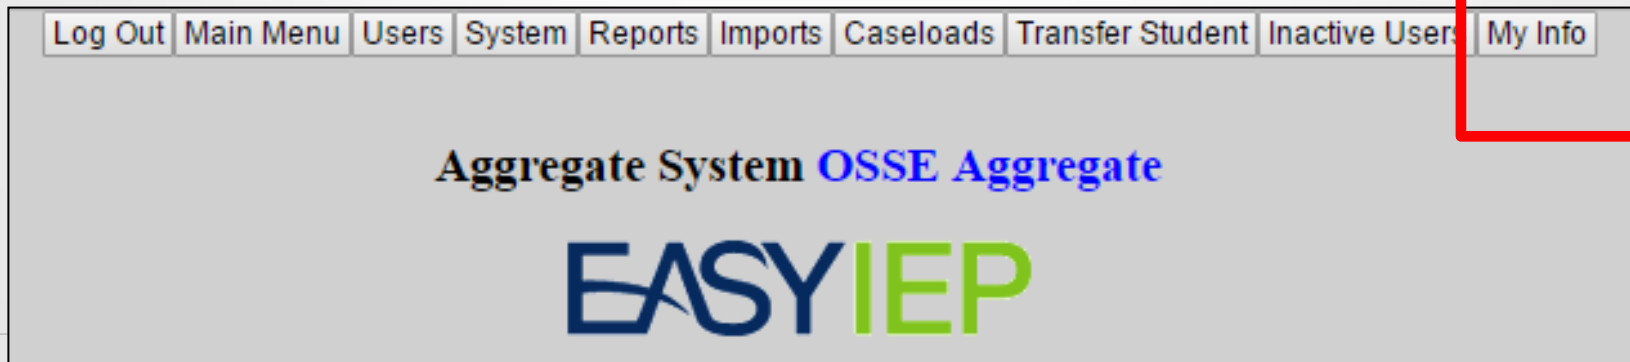 Log Out Main Menu Users System Reports Imports Caseloads Transfer Student Inactive Users My Info
Aggregate System OSSE Aggregate
EASYIEP